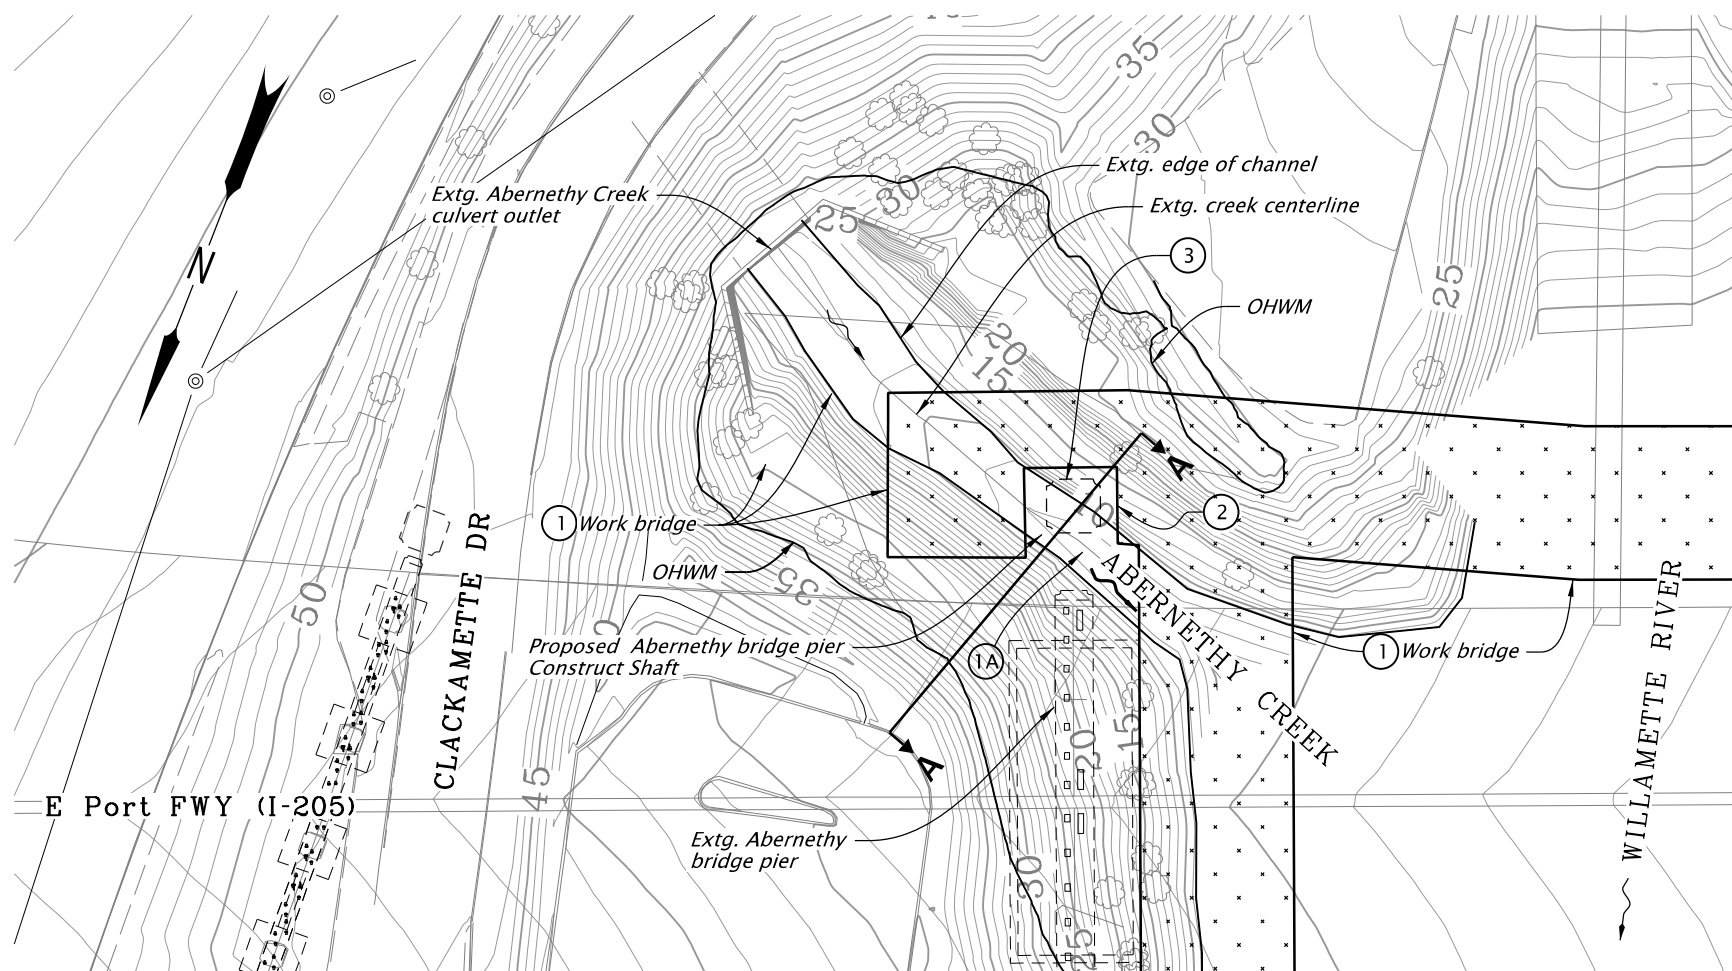 35
30
Extg. edge of channel
Extg. Abernethy Creek
culvert outlet
30
25
Extg. creek centerline
N
3
25
OHWM
20
15
A
1 Work bridge
2
10
OHWM
35
ABERNETHY CREEK
50
CLACKAMETTE DR
Proposed Abernethy bridge pier
Construct Shaft
1A
1 Work bridge
WILLAMETTE RIVER
15
20
A
45
E Port FWY (I-205)
Extg. Abernethy
bridge pier
30
25